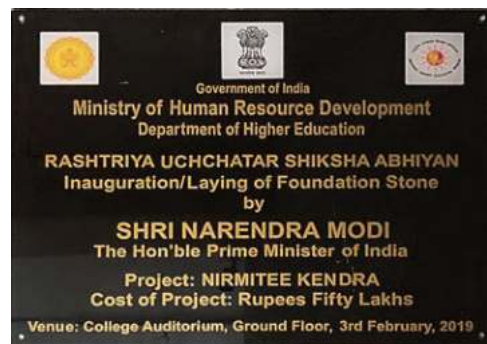 Government of India
Ministry of Human Resource Development
Department of Higher Education
RASHTRIYA UCHCHATAR SHIKSHA ABHIYAN
Inauguration/Laying of Foundation Stone
by
SHRI NARENDRA MODI
The Hon'ble Prime Minister of India
Project: NIRMITEE KENDRA
Cost of Project: Rupees Fifty Lakhs
Venue: College Auditorium, Ground Floor, 3rd February, 2019